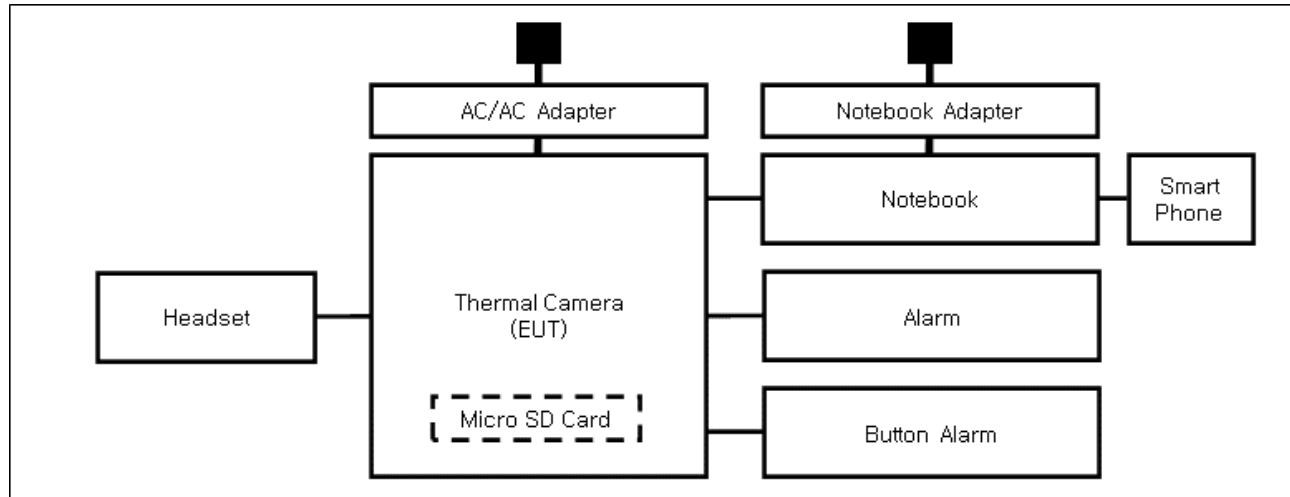 AC/AC Adapter
Notebook Adapter
Notebook
Smart
Phone
Headset
Thermal Camera
(EUT)
Alarm
Micro SD Card
Button Alarm